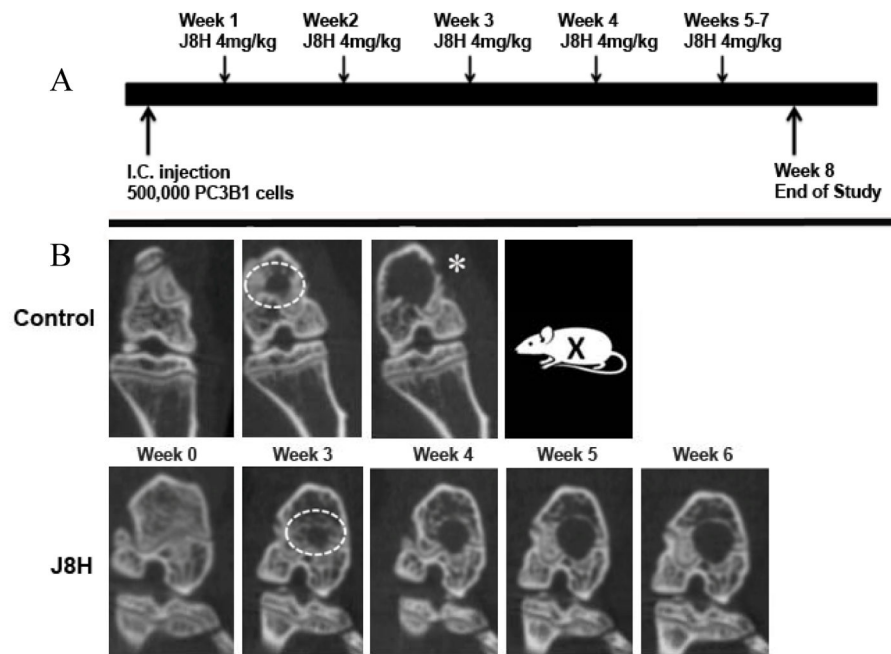 Week 1
J8H 4mg/kg
Week2
J8H 4mg/kg
Week 3
J8H 4mg/kg
Week 4
J8H 4mg/kg
Weeks 5-7
J8H 4mg/kg
A
I.C. injection
500,000 PC3B1 cells
Week 8
End of Study
B
Control
*
X
Week 0
Week 3
Week 4
Week 5
Week 6
J8H